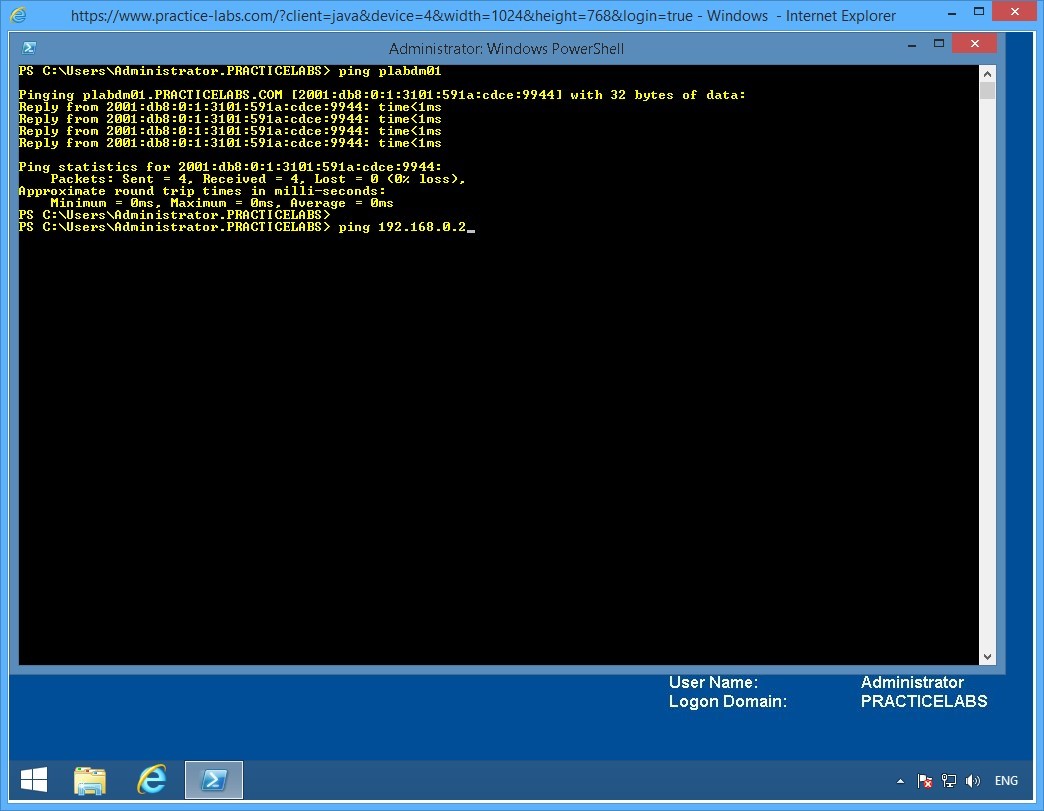 https://www.practice-labs.com/?client=java&device=4&width=1024&height=768&login=true - Windows - Internet Explorer
Administrator: Windows PowerShell
PS C:\Users\Administrator.PRACTICELABS> ping plabdm01
Pinging plabdm01.PRACTICELABS.COM [2001:db8:0:1:3101:591a:cdce:9944] with 32 bytes of data:
Reply from 2001:db8:0:1:3101:591a:cdce:9944: time<1ms
Reply from 2001:db8:0:1:3101:591a:cdce:9944: time<1ms
Reply from 2001:db8:0:1:3101:591a:cdce:9944: time<1ms
Reply from 2001:db8:0:1:3101:591a:cdce:9944: time<1ms
Ping statistics for 2001:db8:0:1:3101:591a:cdce:9944:
Packets: Sent = 4, Received = 4, Lost = 0 (0% loss),
Approximate round trip times in milli-seconds:
Minimum = 0ms, Maximum = 0ms, Average = 0ms
PS C:\Users\Administrator.PRACTICELABS>
PS C:\Users\Administrator.PRACTICELABS> ping 192.168.0.2_
User Name: Administrator
Logon Domain: PRACTICELABS
ENG